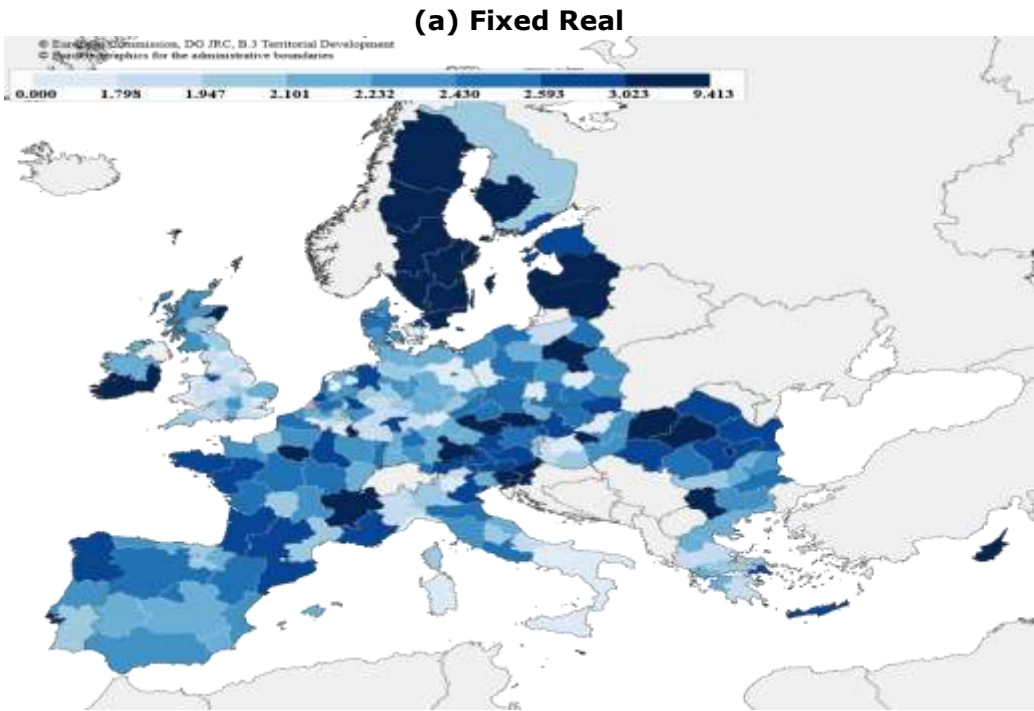 (a) Fixed Real
© European Commission, DG JRC, B.3 Territorial Development
© EuroGeographics for the administrative boundaries
0.000 1.798 1.947 2.101 2.232 2.430 2.593 3.023 9.413